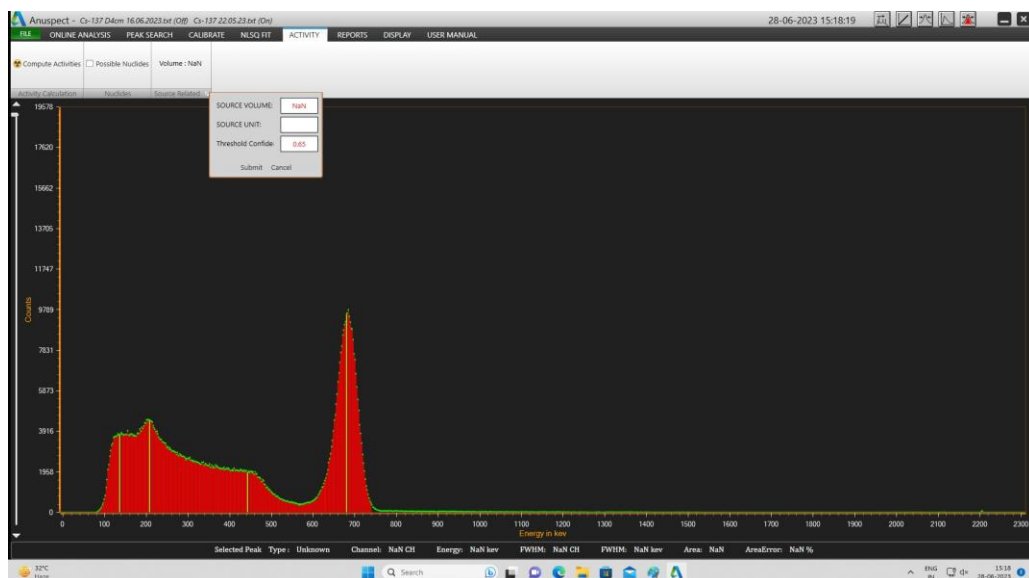 Anuspect - Cs-137 D4cm 16.06.2023.txt (Off) Cs-137 22.05.23.txt (On) 28-06-2023 15:18:19
FILE ONLINE ANALYSIS PEAK SEARCH CALIBRATE NLSQ FIT ACTIVITY REPORTS DISPLAY USER MANUAL
Compute Activities Possible Nuclides Volume : NaN
Activity Calculation Nuclides Source Related
SOURCE VOLUME: NaN
SOURCE UNIT:
Threshold Confide: 0.65
Submit Cancel
19578
17620
15662
13705
11747
9789
7831
5873
3916
1958
0
Counts
0 100 200 300 400 500 600 700 800 900 1000 1100 1200 1300 1400 1500 1600 1700 1800 1900 2000 2100 2200 2300
Energy in kev
Selected Peak Type : Unknown Channel: NaN CH Energy: NaN kev FWHM: NaN CH FWHM: NaN kev Area: NaN AreaError: NaN %
32°C
Haze
Search
ENG
IN
15:18
28-06-2023